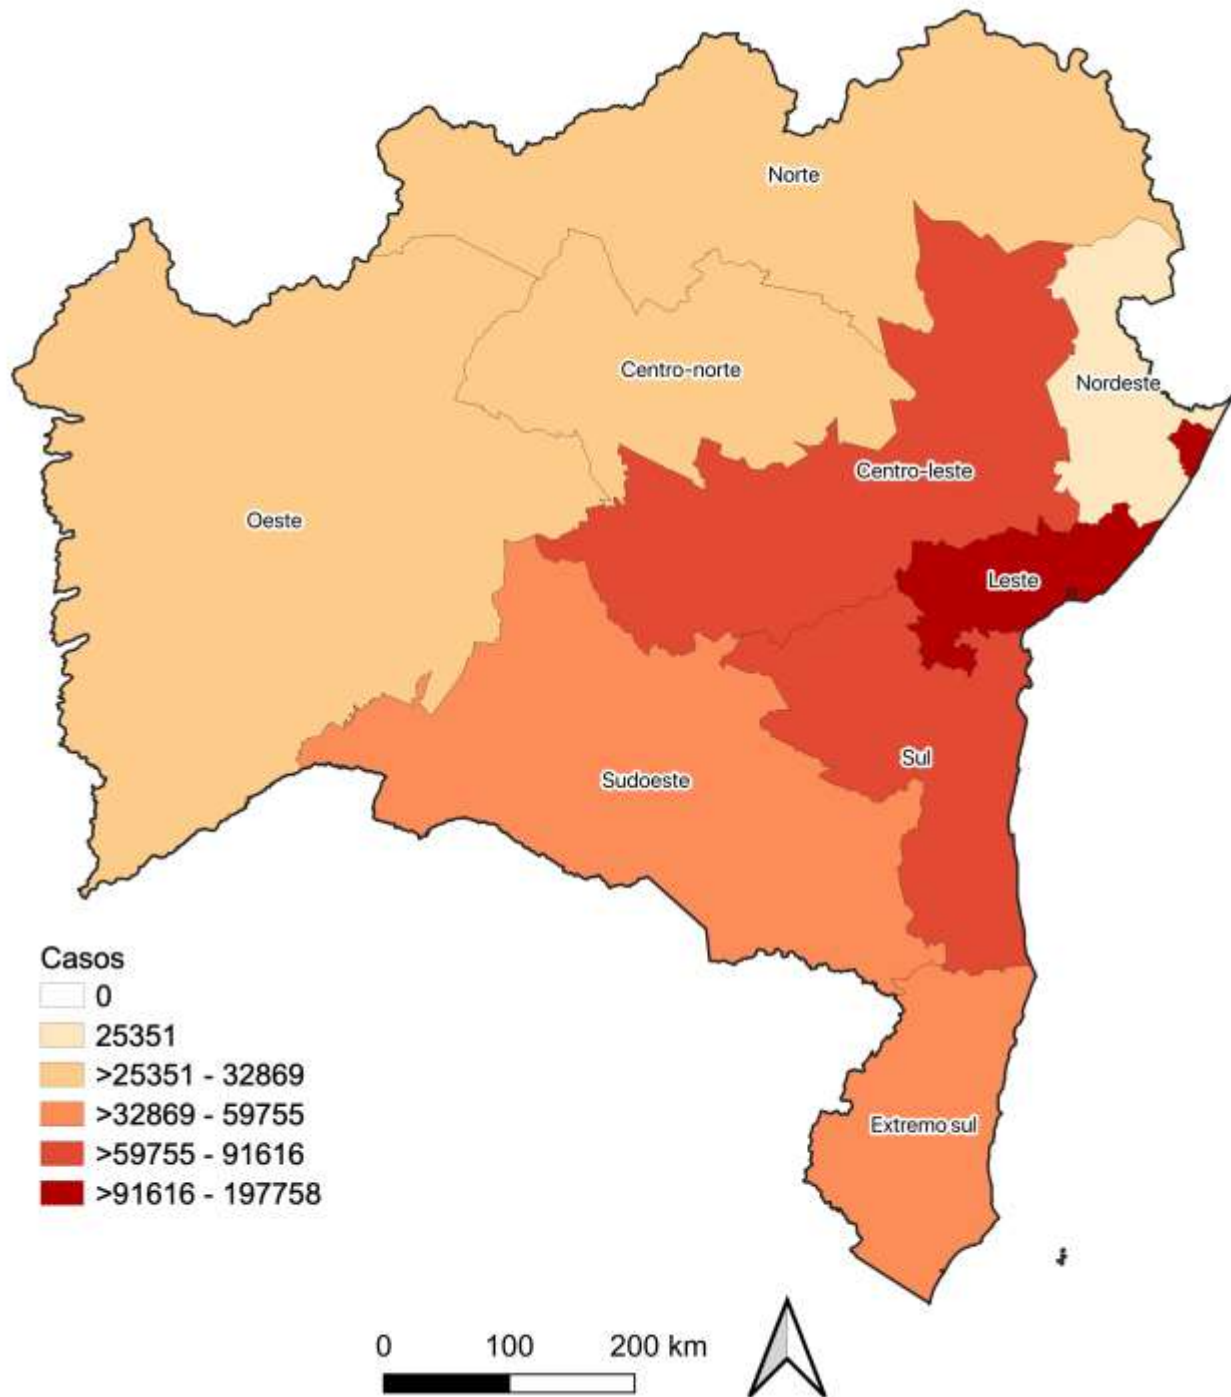 Norte
Centro-norte
Nordeste
Centro-leste
Oeste
Leste
Sul
Sudoeste
Extremo sul
Casos
0
25351
>25351 - 32869
>32869 - 59755
>59755 - 91616
>91616 - 197758
0 100 200 km